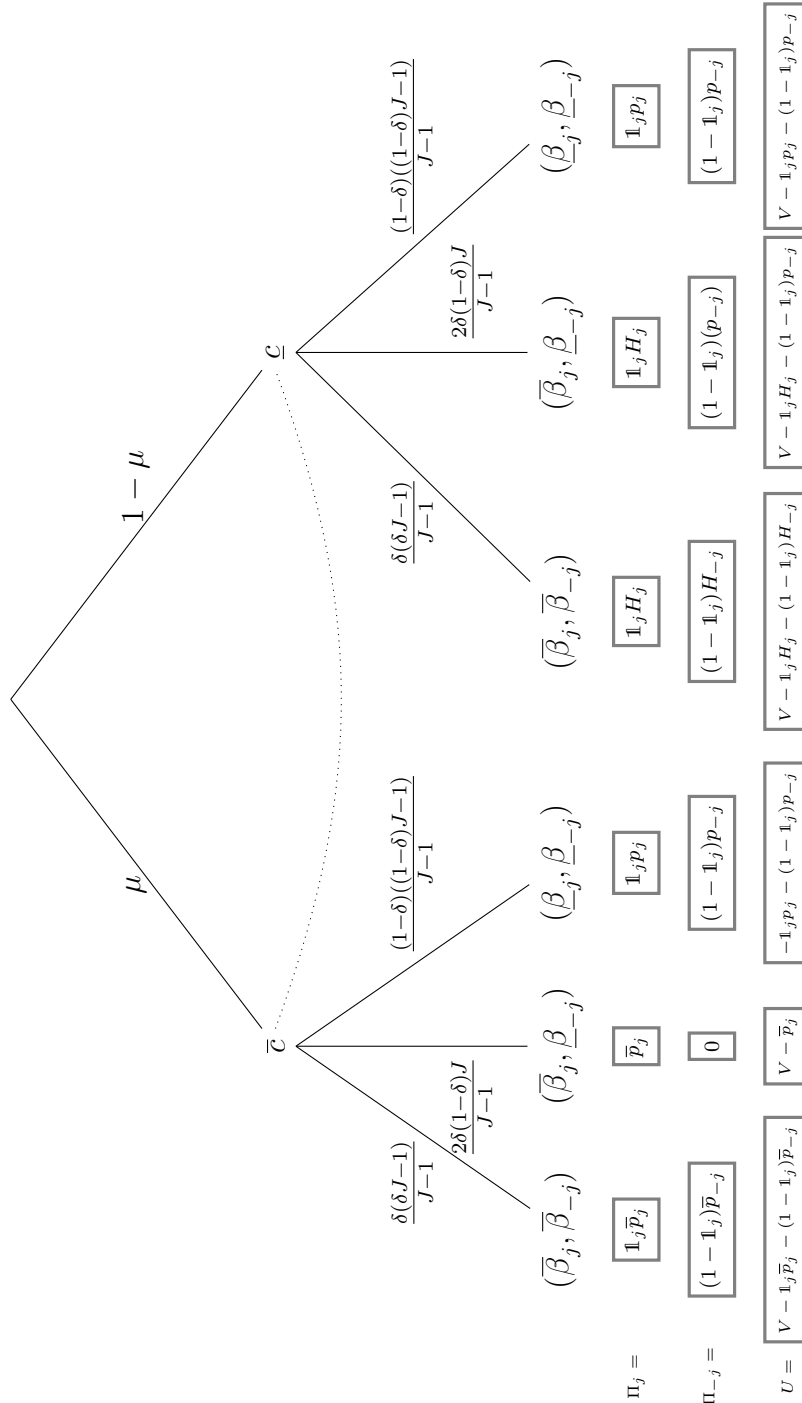 μ 1 − μ
c̅ c̲
δ(δJ−1)/J−1 (1−δ)((1−δ)J−1)/J−1 δ(δJ−1)/J−1 (1−δ)((1−δ)J−1)/J−1
2δ(1−δ)J/J−1 2δ(1−δ)J/J−1
(β̅_j, β̅_{−j}) (β̅_j, β̲_{−j}) (β̲_j, β̲_{−j}) (β̅_j, β̅_{−j}) (β̅_j, β̲_{−j}) (β̲_j, β̲_{−j})
Π_j = 𝟙_j p̅_j p̅_j 𝟙_j p_j 𝟙_j H_j 𝟙_j H_j 𝟙_j p_j
Π_{−j} = (1 − 𝟙_j)p̅_{−j} 0 (1 − 𝟙_j)p_{−j} (1 − 𝟙_j)H_{−j} (1 − 𝟙_j)(p_{−j}) (1 − 𝟙_j)p_{−j}
U = V − 𝟙_j p̅_j − (1 − 𝟙_j)p̅_{−j} V − p̅_j −𝟙_j p_j − (1 − 𝟙_j)p_{−j} V − 𝟙_j H_j − (1 − 𝟙_j)H_{−j} V − 𝟙_j H_j − (1 − 𝟙_j)p_{−j} V − 𝟙_j p_j − (1 − 𝟙_j)p_{−j}